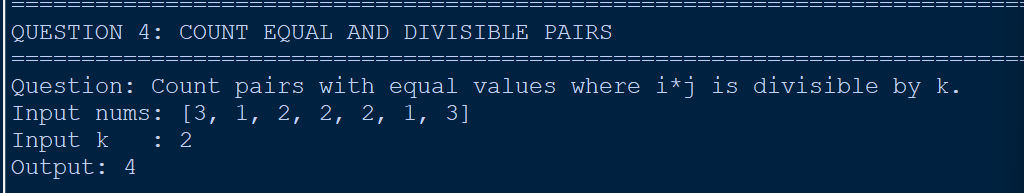 =========================================================================
QUESTION 4: COUNT EQUAL AND DIVISIBLE PAIRS
=========================================================================
Question: Count pairs with equal values where i*j is divisible by k.
Input nums: [3, 1, 2, 2, 2, 1, 3]
Input k   : 2
Output: 4